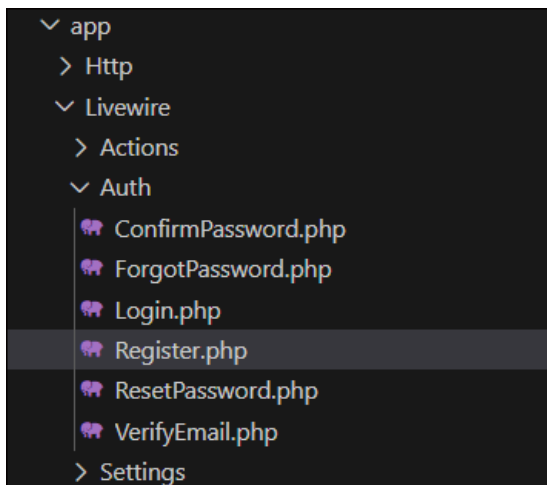 app
Http
Livewire
Actions
Auth
ConfirmPassword.php
ForgotPassword.php
Login.php
Register.php
ResetPassword.php
VerifyEmail.php
Settings